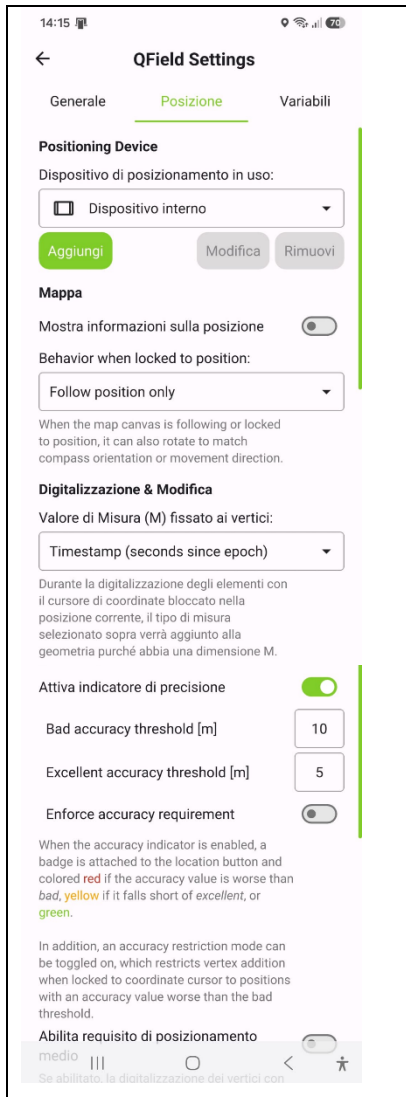 14:15
70
QField Settings
Generale Posizione Variabili
Positioning Device
Dispositivo di posizionamento in uso:
Dispositivo interno
Aggiungi Modifica Rimuovi
Mappa
Mostra informazioni sulla posizione
Behavior when locked to position:
Follow position only
When the map canvas is following or locked
to position, it can also rotate to match
compass orientation or movement direction.
Digitalizzazione & Modifica
Valore di Misura (M) fissato ai vertici:
Timestamp (seconds since epoch)
Durante la digitalizzazione degli elementi con
il cursore di coordinate bloccato nella
posizione corrente, il tipo di misura
selezionato sopra verrà aggiunto alla
geometria purché abbia una dimensione M.
Attiva indicatore di precisione
Bad accuracy threshold [m] 10
Excellent accuracy threshold [m] 5
Enforce accuracy requirement
When the accuracy indicator is enabled, a
badge is attached to the location button and
colored red if the accuracy value is worse than
bad, yellow if it falls short of excellent, or
green.
In addition, an accuracy restriction mode can
be toggled on, which restricts vertex addition
when locked to coordinate cursor to positions
with an accuracy value worse than the bad
threshold.
Abilita requisito di posizionamento
medio
Se abilitato, la digitalizzazione dei vertici con